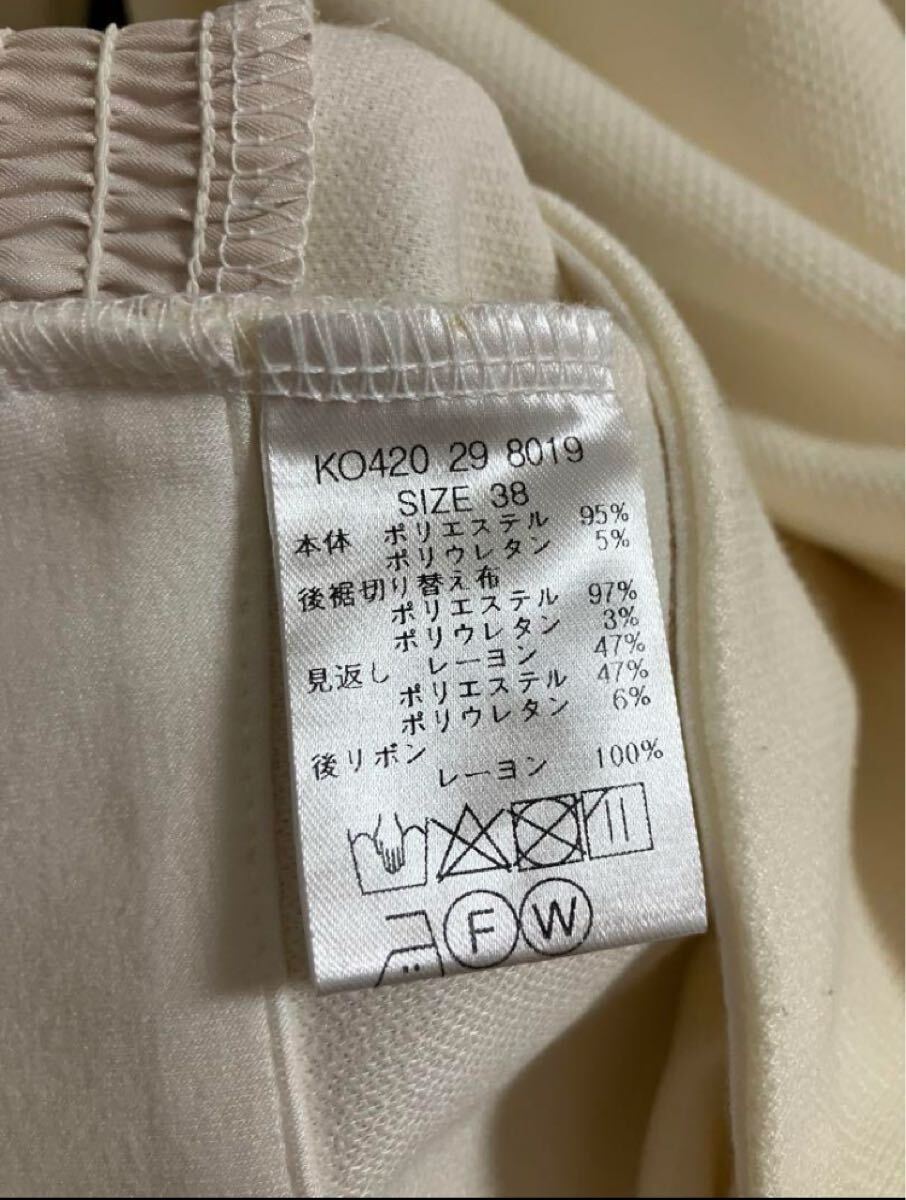 KO420 29 8019
SIZE 38
本体 ポリエステル 95%
ポリウレタン 5%
後裾切り替え布
ポリエステル 97%
ポリウレタン 3%
見返し レーヨン 47%
ポリエステル 47%
ポリウレタン 6%
後リボン
レーヨン 100%
F W